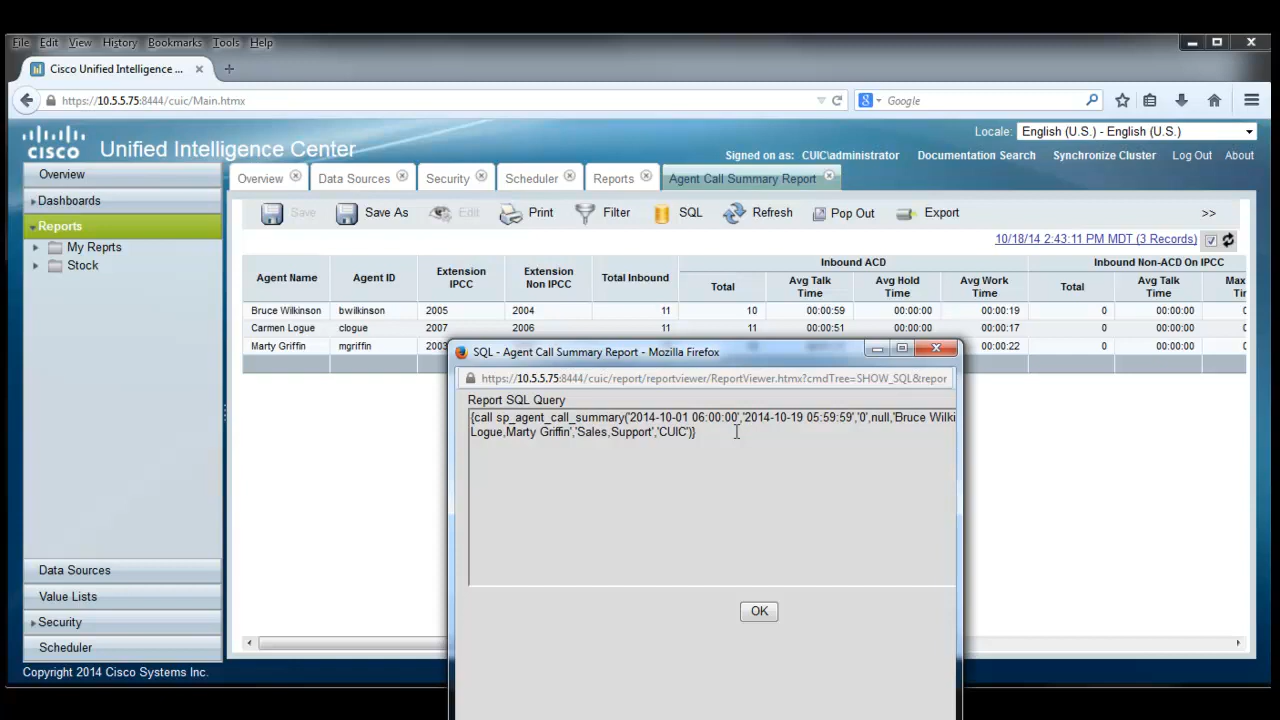 File Edit View History Bookmarks Tools Help
Cisco Unified Intelligence ...
https://10.5.5.75:8444/cuic/Main.htmx
Google
Locale: English (U.S.) - English (U.S.)
CISCO Unified Intelligence Center
Signed on as: CUIC\administrator Documentation Search Synchronize Cluster Log Out About
Overview Data Sources Security Scheduler Reports Agent Call Summary Report
Overview
Dashboards
Reports
My Reprts
Stock
Data Sources
Value Lists
Security
Scheduler
Save Save As Edit Print Filter SQL Refresh Pop Out Export >>
10/18/14 2:43:11 PM MDT (3 Records)
Inbound ACD Inbound Non-ACD On IPCC
Agent Name Agent ID Extension IPCC Extension Non IPCC Total Inbound Total Avg Talk Time Avg Hold Time Avg Work Time Total Avg Talk Time Max
Bruce Wilkinson bwilkinson 2005 2004 11 10 00:00:59 00:00:00 00:00:19 0 00:00:00
Carmen Logue clogue 2007 2006 11 11 00:00:51 00:00:00 00:00:17 0 00:00:00
Marty Griffin mgriffin 2003 00:00:22 0 00:00:00
SQL - Agent Call Summary Report - Mozilla Firefox
https://10.5.5.75:8444/cuic/report/reportviewer/ReportViewer.htmx?cmdTree=SHOW_SQL&repor
Report SQL Query
{call sp_agent_call_summary('2014-10-01 06:00:00','2014-10-19 05:59:59','0',null,'Bruce Wilki
Logue,Marty Griffin','Sales,Support','CUIC')}
OK
Copyright 2014 Cisco Systems Inc.